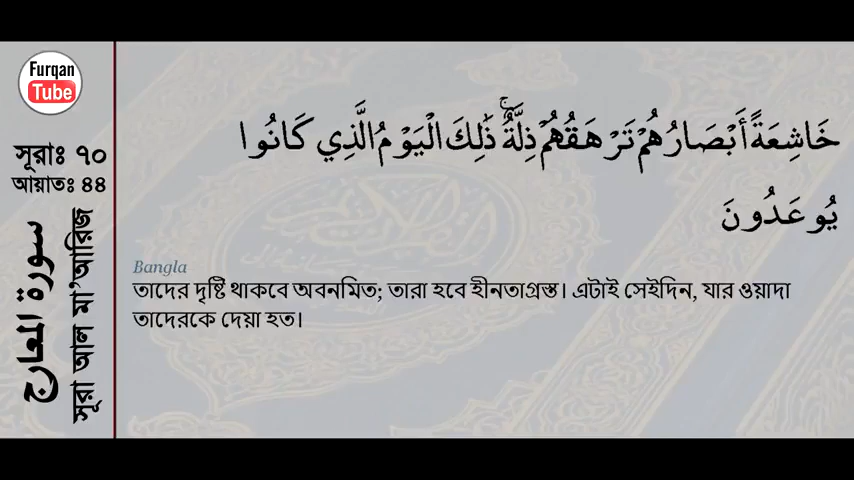 Furqan
Tube
সূরাঃ ৭০
আয়াতঃ ৪৪
سورة المعارج
সূরা আল মা'আরিজ
خَاشِعَةً أَبْصَارُهُمْ تَرْهَقُهُمْ ذِلَّةٌ ۚ ذَٰلِكَ الْيَوْمُ الَّذِي كَانُوا
يُوعَدُونَ
Bangla
তাদের দৃষ্টি থাকবে অবনমিত; তারা হবে হীনতাগ্রস্ত। এটাই সেইদিন, যার ওয়াদা
তাদেরকে দেয়া হত।